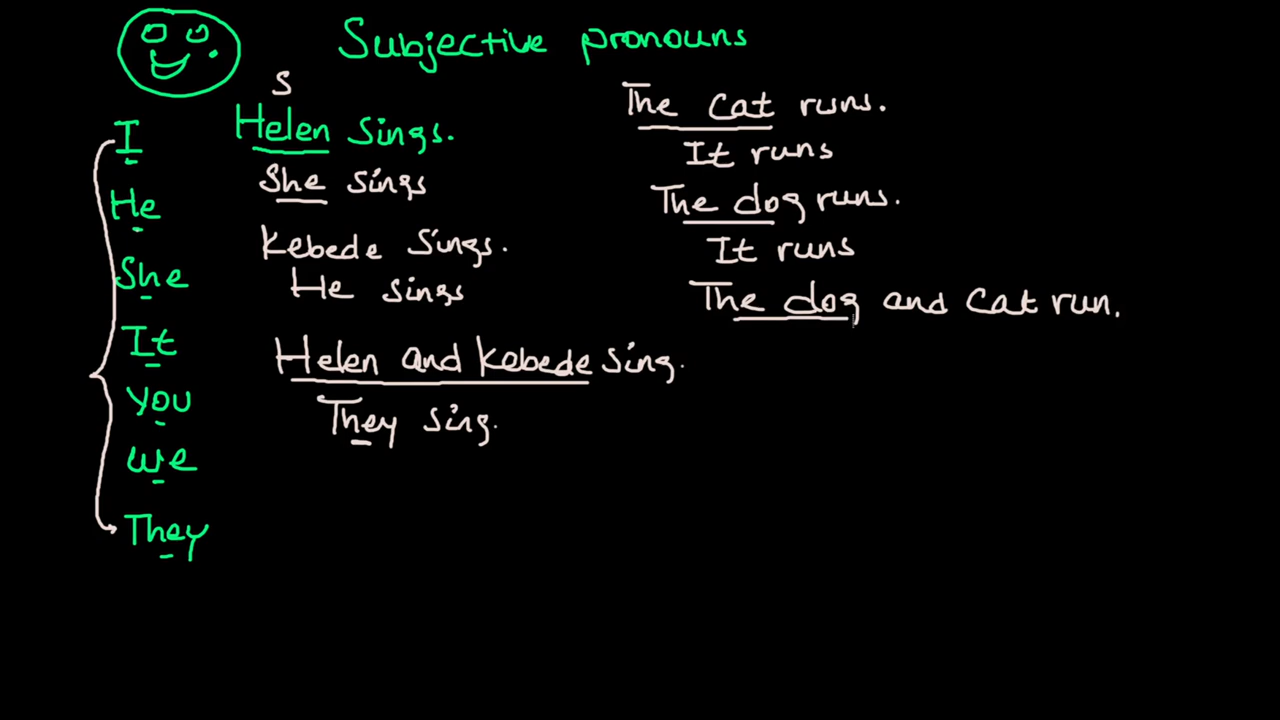 Subjective pronouns
I
He
She
It
you
we
They
S
Helen sings.
She sings
Kebede sings.
He sings
Helen and Kebede sing.
They sing.
The cat runs.
It runs
The dog runs.
It runs
The dog and cat run.